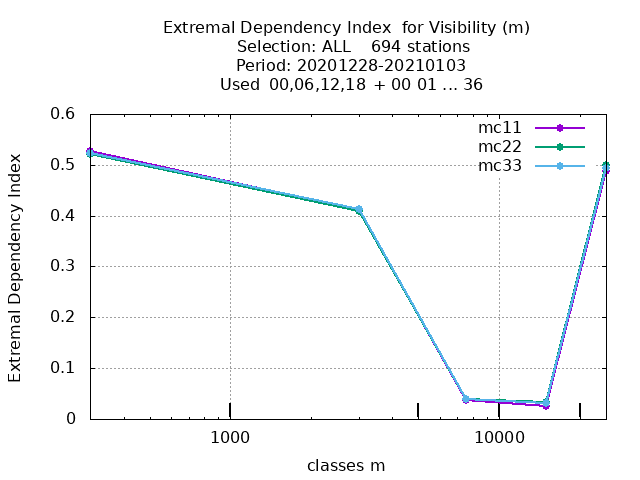 Extremal Dependency Index  for Visibility (m)
Selection: ALL    694 stations
Period: 20201228-20210103
Used  00,06,12,18  + 00 01 ... 36
mc11
mc22
mc33
Extremal Dependency Index
0.6
0.5
0.4
0.3
0.2
0.1
0
1000
10000
classes m